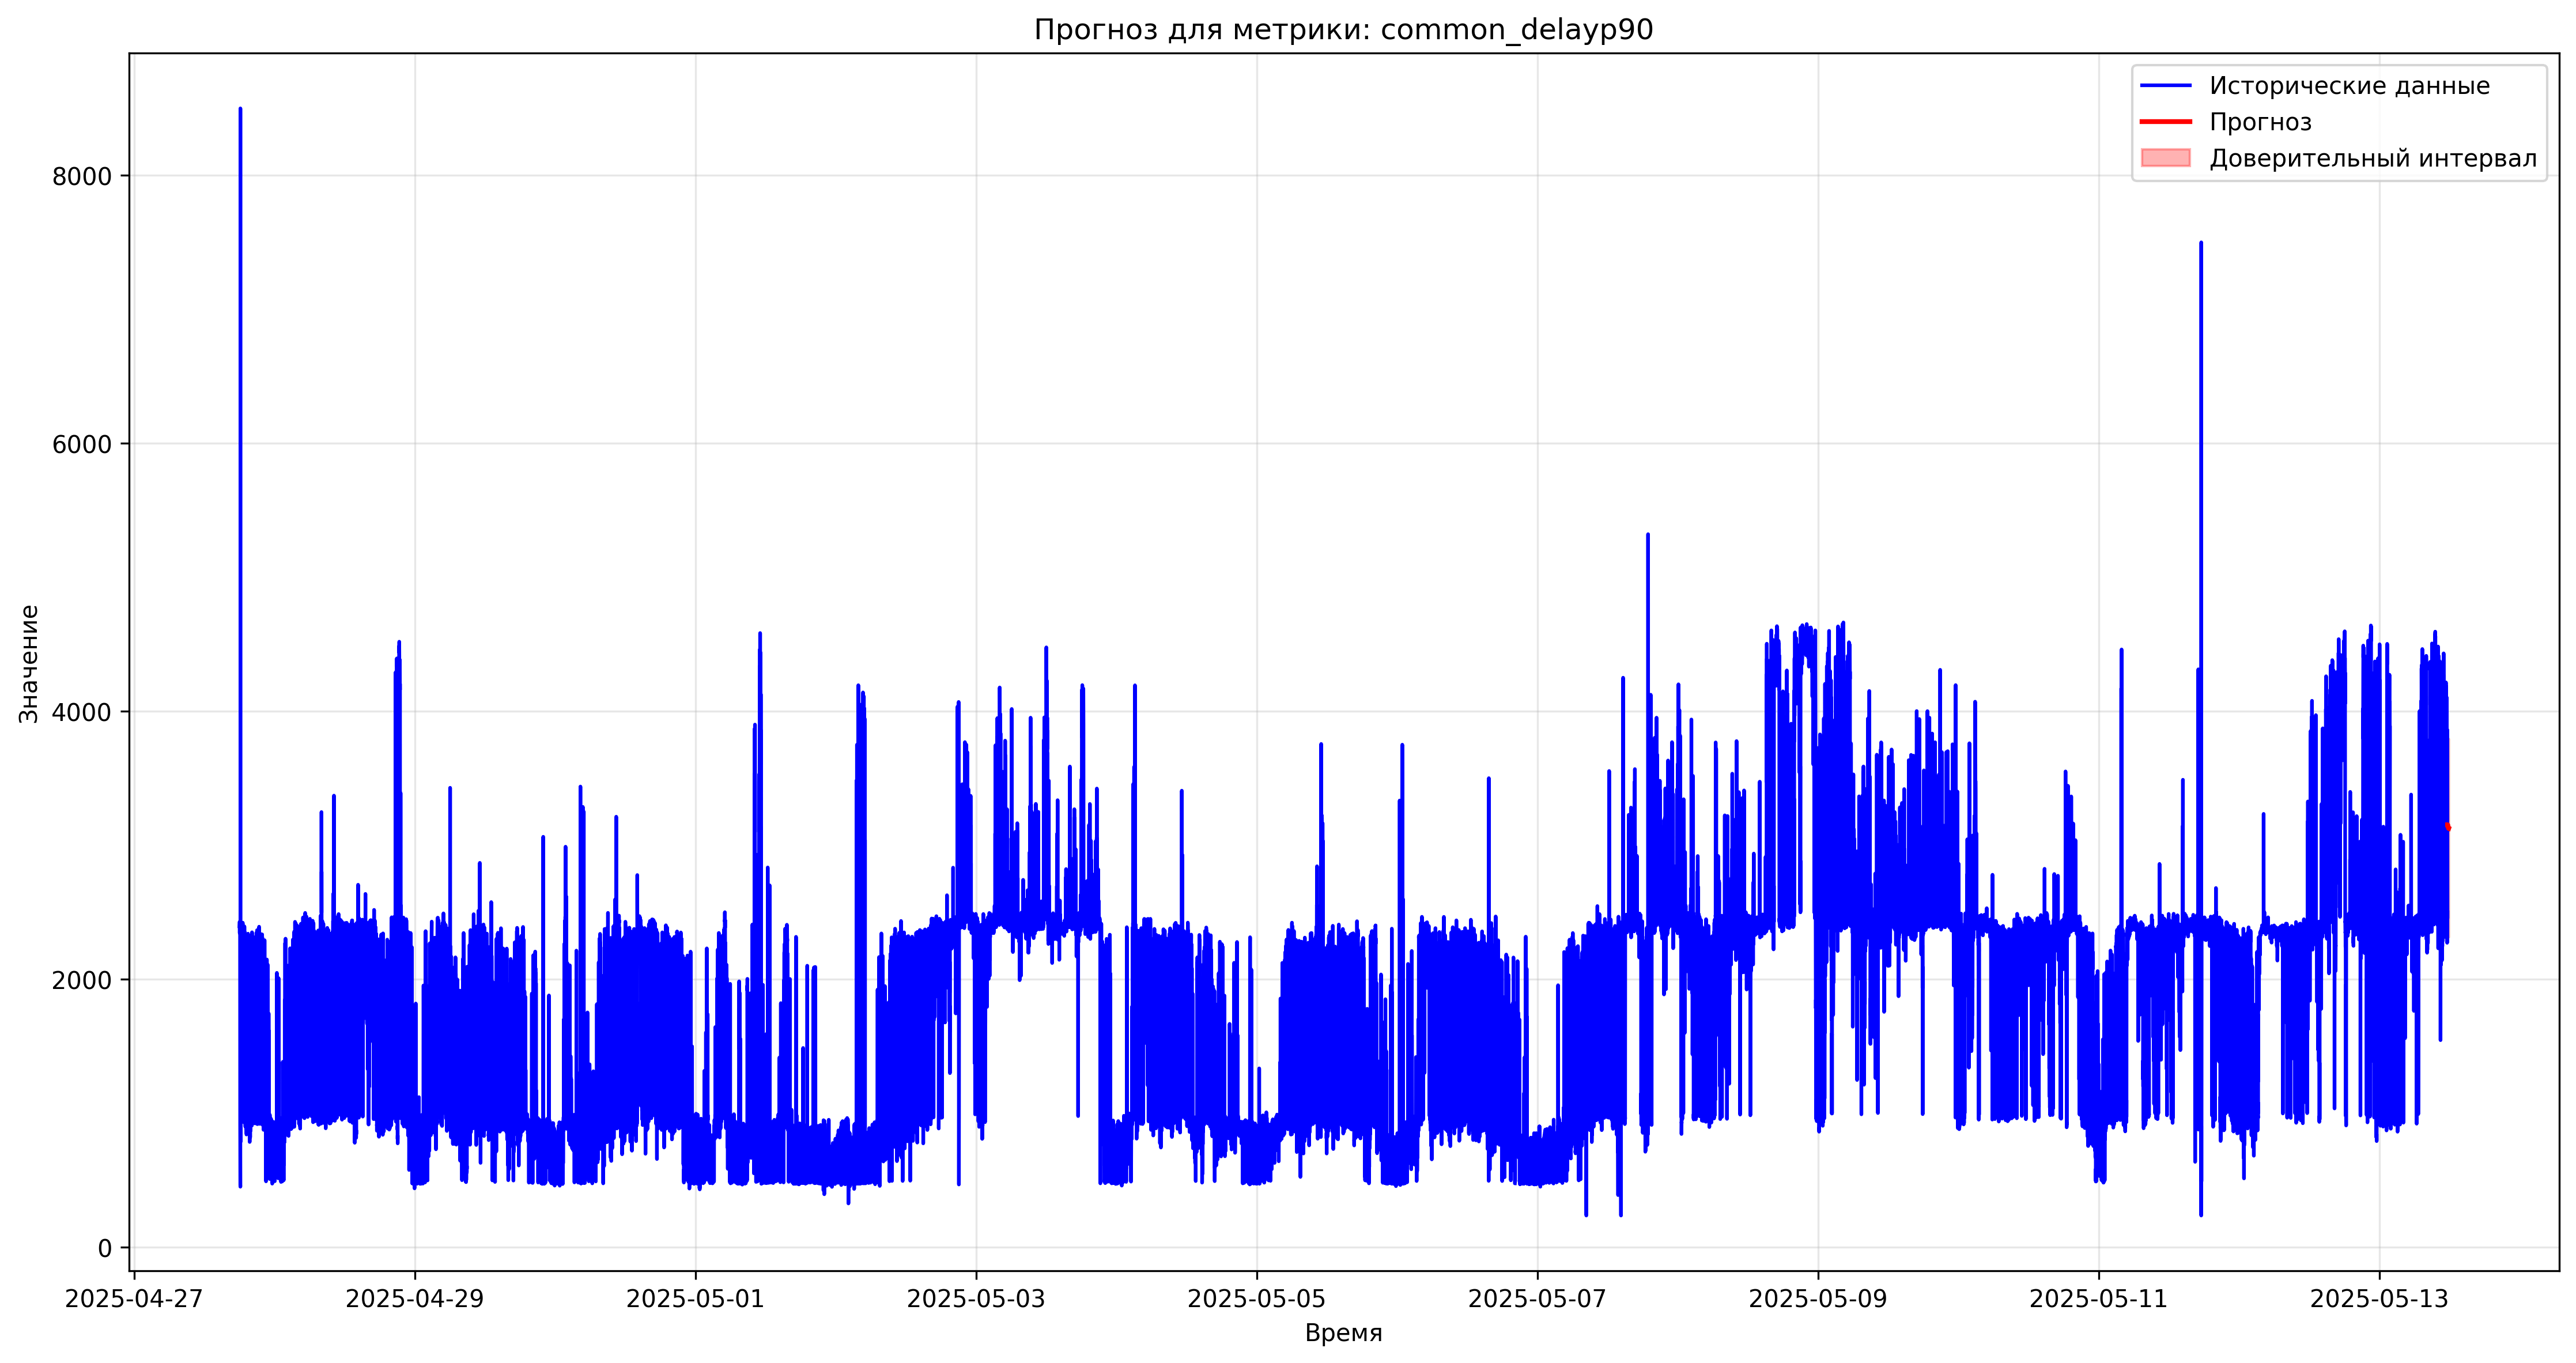 Прогноз для метрики: common_delayp90
Исторические данные
Прогноз
Доверительный интервал
8000
6000
4000
2000
0
Значение
2025-04-27 2025-04-29 2025-05-01 2025-05-03 2025-05-05 2025-05-07 2025-05-09 2025-05-11 2025-05-13
Время